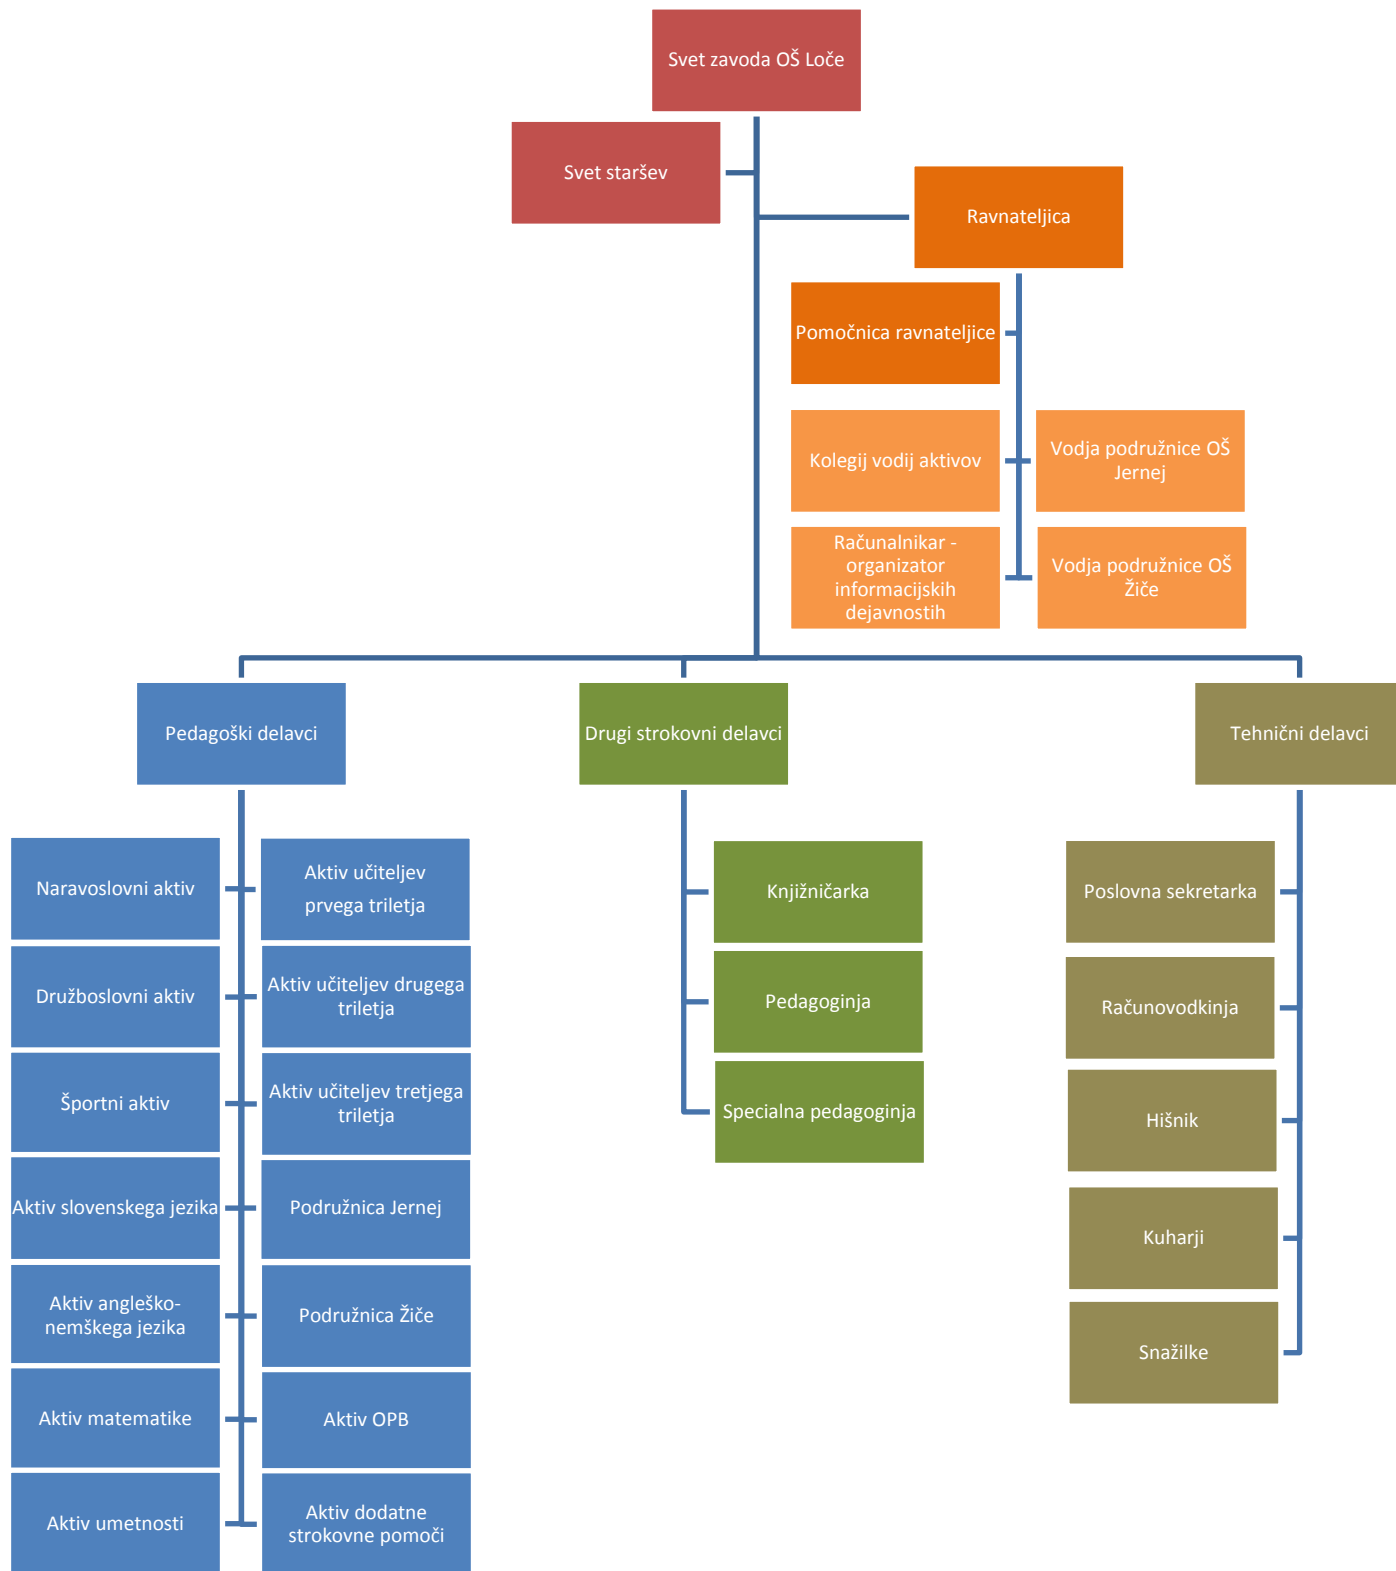 Svet zavoda OŠ Loče
Svet staršev
Ravnateljica
Pomočnica ravnateljice
Kolegij vodij aktivov
Vodja podružnice OŠ
Jernej
Računalnikar -
organizator
informacijskih
dejavnostih
Vodja podružnice OŠ
Žiče
Pedagoški delavci
Drugi strokovni delavci
Tehnični delavci
Naravoslovni aktiv
Družboslovni aktiv
Športni aktiv
Aktiv slovenskega jezika
Aktiv angleško-
nemškega jezika
Aktiv matematike
Aktiv umetnosti
Aktiv učiteljev
prvega triletja
Aktiv učiteljev drugega
triletja
Aktiv učiteljev tretjega
triletja
Podružnica Jernej
Podružnica Žiče
Aktiv OPB
Aktiv dodatne
strokovne pomoči
Knjižničarka
Pedagoginja
Specialna pedagoginja
Poslovna sekretarka
Računovodkinja
Hišnik
Kuharji
Snažilke